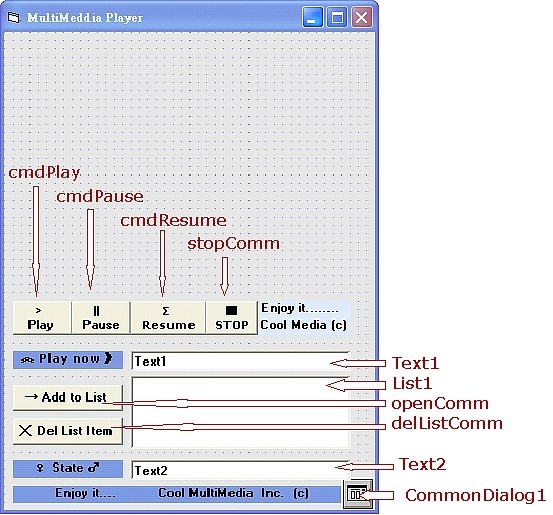 MultiMeddia Player
cmdPlay
cmdPause
cmdResume
stopComm
> Play
|| Pause
Σ Resume
■ STOP
Enjoy it........
Cool Media (c)
Play now
Text1
Text1
List1
→ Add to List
openComm
delListComm
X Del List Item
♀ State ♂
Text2
Text2
Enjoy it.... Cool MultiMedia Inc. (c)
CommonDialog1